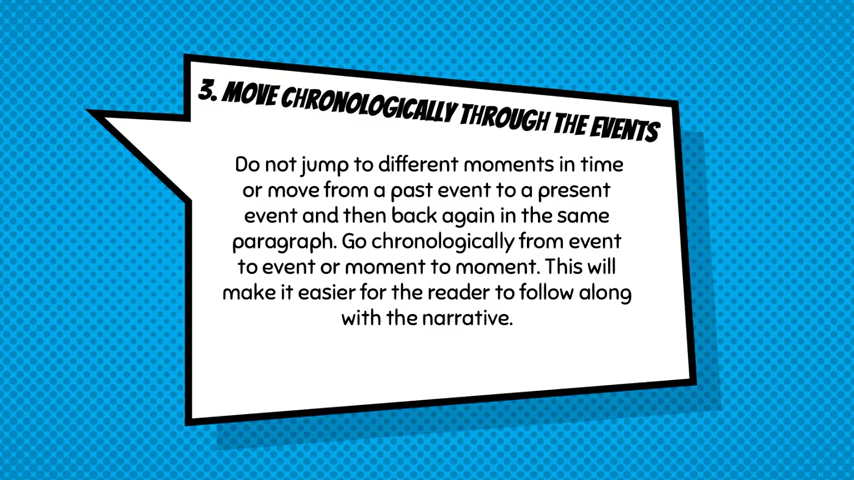 3. MOVE CHRONOLOGICALLY THROUGH THE EVENTS
Do not jump to different moments in time
or move from a past event to a present
event and then back again in the same
paragraph. Go chronologically from event
to event or moment to moment. This will
make it easier for the reader to follow along
with the narrative.